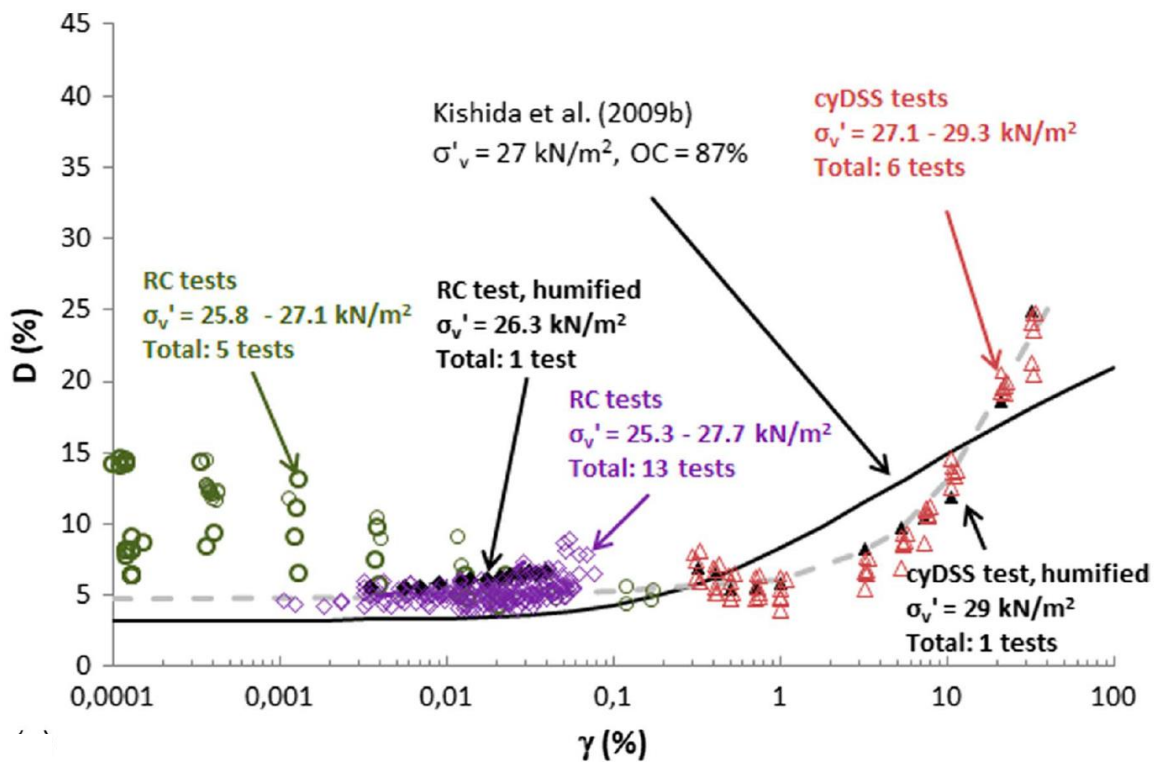 45
40
35
30
25
20
15
10
5
0
D (%)
Kishida et al. (2009b)
σ'v = 27 kN/m², OC = 87%
cyDSS tests
σv' = 27.1 - 29.3 kN/m²
Total: 6 tests
RC tests
σv' = 25.8 - 27.1 kN/m²
Total: 5 tests
RC test, humified
σv' = 26.3 kN/m²
Total: 1 test
RC tests
σv' = 25.3 - 27.7 kN/m²
Total: 13 tests
cyDSS test, humified
σv' = 29 kN/m²
Total: 1 tests
0,0001 0,001 0,01 0,1 1 10 100
γ (%)